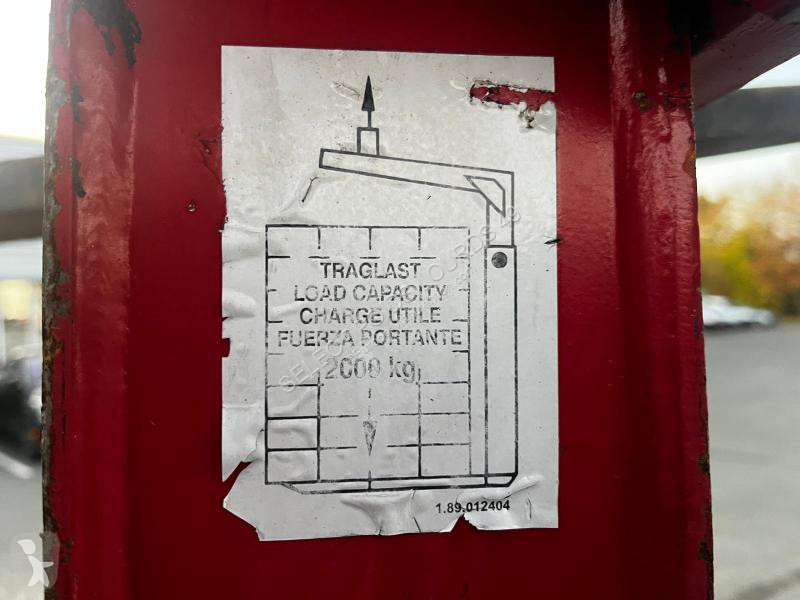 TRAGLAST
LOAD CAPACITY
CHARGE UTILE
FUERZA PORTANTE
2000 kg
1.89.012404